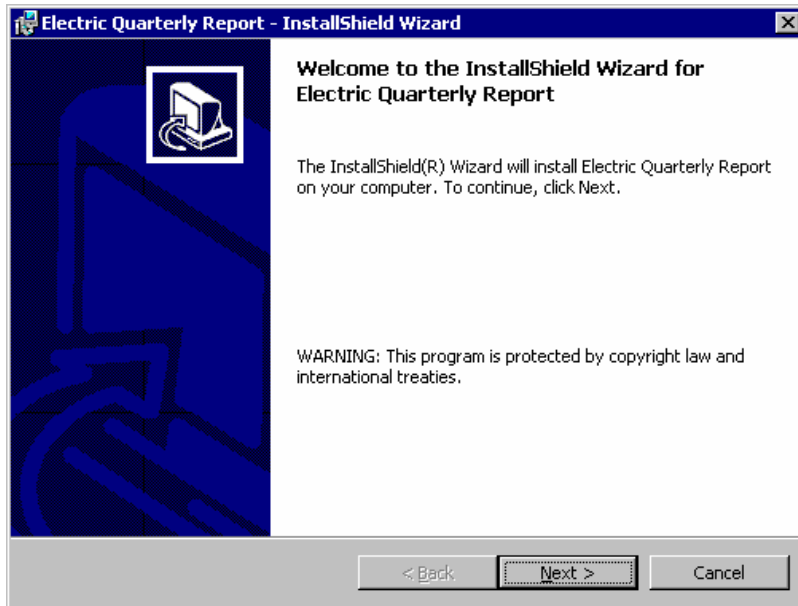 Electric Quarterly Report - InstallShield Wizard
Welcome to the InstallShield Wizard for
Electric Quarterly Report
The InstallShield(R) Wizard will install Electric Quarterly Report
on your computer. To continue, click Next.
WARNING: This program is protected by copyright law and
international treaties.
< Back Next > Cancel